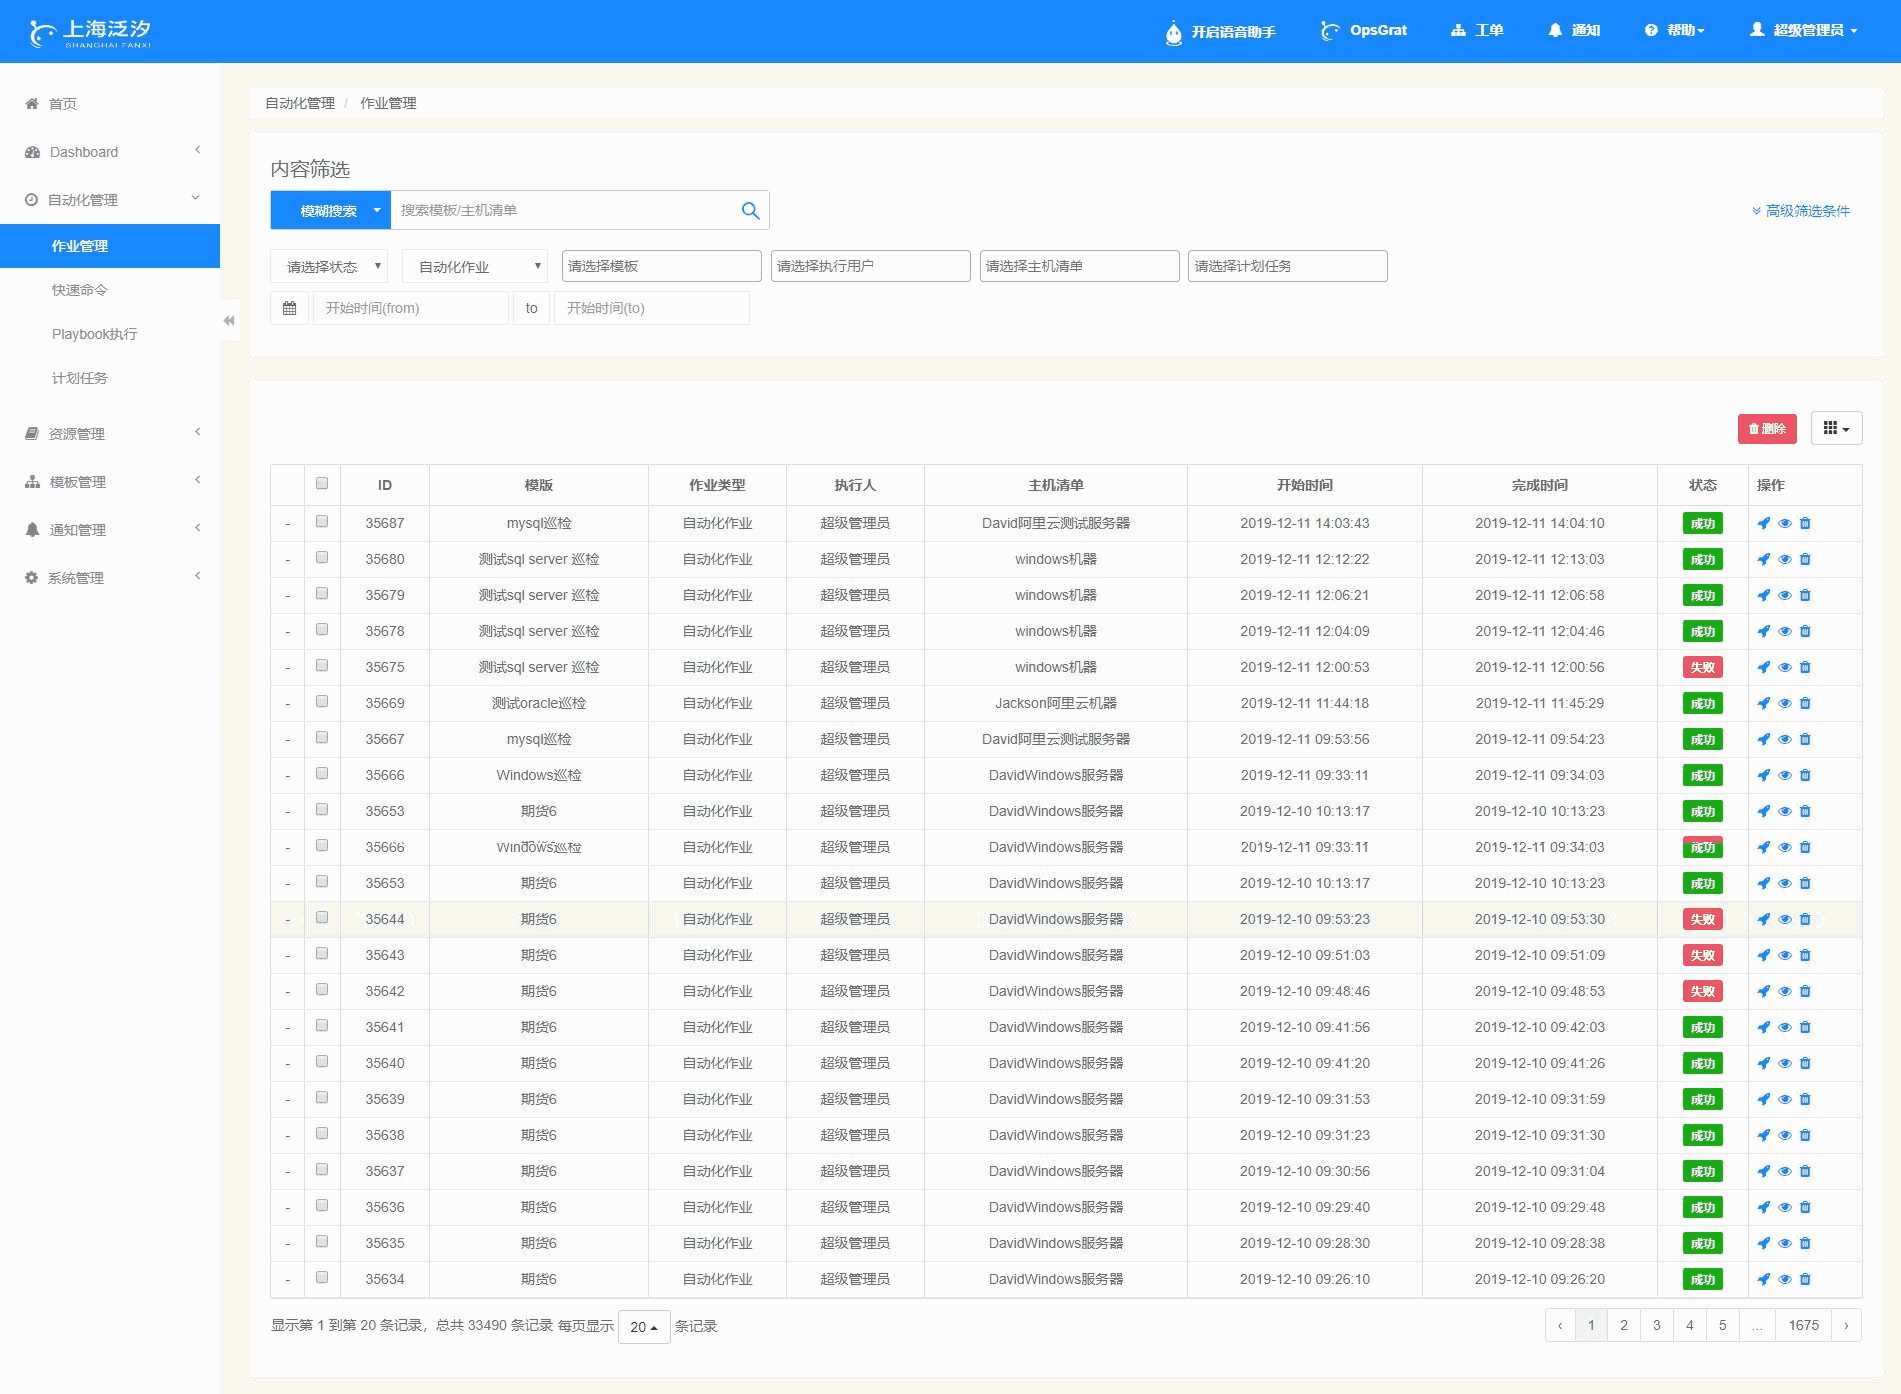 上海泛汐
SHANGHAI FANXI
开启语音助手 OpsGrat 工单 通知 帮助 超级管理员
首页
Dashboard
自动化管理
作业管理
快速命令
Playbook执行
计划任务
资源管理
模板管理
通知管理
系统管理
自动化管理 / 作业管理
内容筛选
模糊搜索 搜索模板/主机清单 高级筛选条件
请选择状态 自动化作业 请选择模板 请选择执行用户 请选择主机清单 请选择计划任务
开始时间(from) to 开始时间(to)
删除
ID 模版 作业类型 执行人 主机清单 开始时间 完成时间 状态 操作
- 35687 mysql巡检 自动化作业 超级管理员 David阿里云测试服务器 2019-12-11 14:03:43 2019-12-11 14:04:10 成功
- 35680 测试sql server 巡检 自动化作业 超级管理员 windows机器 2019-12-11 12:12:22 2019-12-11 12:13:03 成功
- 35679 测试sql server 巡检 自动化作业 超级管理员 windows机器 2019-12-11 12:06:21 2019-12-11 12:06:58 成功
- 35678 测试sql server 巡检 自动化作业 超级管理员 windows机器 2019-12-11 12:04:09 2019-12-11 12:04:46 成功
- 35675 测试sql server 巡检 自动化作业 超级管理员 windows机器 2019-12-11 12:00:53 2019-12-11 12:00:56 失败
- 35669 测试oracle巡检 自动化作业 超级管理员 Jackson阿里云机器 2019-12-11 11:44:18 2019-12-11 11:45:29 成功
- 35667 mysql巡检 自动化作业 超级管理员 David阿里云测试服务器 2019-12-11 09:53:56 2019-12-11 09:54:23 成功
- 35666 Windows巡检 自动化作业 超级管理员 DavidWindows服务器 2019-12-11 09:33:11 2019-12-11 09:34:03 成功
- 35653 期货6 自动化作业 超级管理员 DavidWindows服务器 2019-12-10 10:13:17 2019-12-10 10:13:23 成功
- 35666 Windows巡检 自动化作业 超级管理员 DavidWindows服务器 2019-12-11 09:33:11 2019-12-11 09:34:03 成功
- 35653 期货6 自动化作业 超级管理员 DavidWindows服务器 2019-12-10 10:13:17 2019-12-10 10:13:23 成功
- 35644 期货6 自动化作业 超级管理员 DavidWindows服务器 2019-12-10 09:53:23 2019-12-10 09:53:30 失败
- 35643 期货6 自动化作业 超级管理员 DavidWindows服务器 2019-12-10 09:51:03 2019-12-10 09:51:09 失败
- 35642 期货6 自动化作业 超级管理员 DavidWindows服务器 2019-12-10 09:48:46 2019-12-10 09:48:53 失败
- 35641 期货6 自动化作业 超级管理员 DavidWindows服务器 2019-12-10 09:41:56 2019-12-10 09:42:03 成功
- 35640 期货6 自动化作业 超级管理员 DavidWindows服务器 2019-12-10 09:41:20 2019-12-10 09:41:26 成功
- 35639 期货6 自动化作业 超级管理员 DavidWindows服务器 2019-12-10 09:31:53 2019-12-10 09:31:59 成功
- 35638 期货6 自动化作业 超级管理员 DavidWindows服务器 2019-12-10 09:31:23 2019-12-10 09:31:30 成功
- 35637 期货6 自动化作业 超级管理员 DavidWindows服务器 2019-12-10 09:30:56 2019-12-10 09:31:04 成功
- 35636 期货6 自动化作业 超级管理员 DavidWindows服务器 2019-12-10 09:29:40 2019-12-10 09:29:48 成功
- 35635 期货6 自动化作业 超级管理员 DavidWindows服务器 2019-12-10 09:28:30 2019-12-10 09:28:38 成功
- 35634 期货6 自动化作业 超级管理员 DavidWindows服务器 2019-12-10 09:26:10 2019-12-10 09:26:20 成功
显示第 1 到第 20 条记录，总共 33490 条记录 每页显示 20 条记录 ‹ 1 2 3 4 5 ... 1675 ›